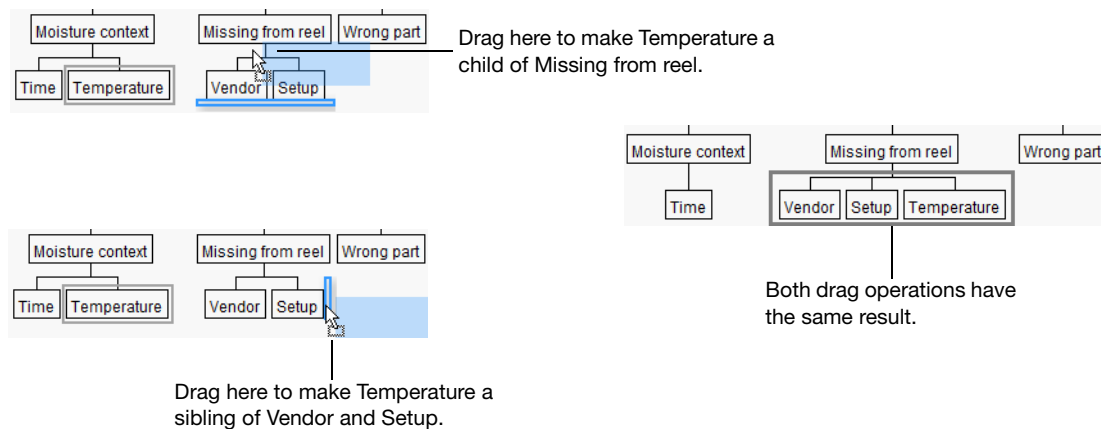 Moisture context Missing from reel Wrong part
Time Temperature Vendor Setup
Drag here to make Temperature a
child of Missing from reel.
Moisture context Missing from reel Wrong part
Time Vendor Setup Temperature
Both drag operations have
the same result.
Moisture context Missing from reel Wrong part
Time Temperature Vendor Setup
Drag here to make Temperature a
sibling of Vendor and Setup.